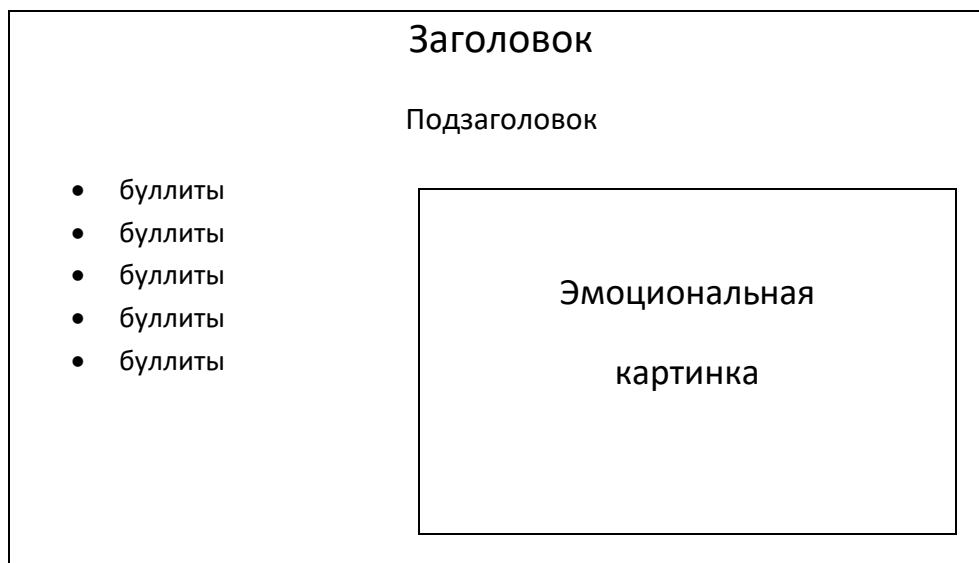 Заголовок
Подзаголовок
• буллиты
• буллиты
• буллиты
• буллиты
• буллиты
Эмоциональная
картинка